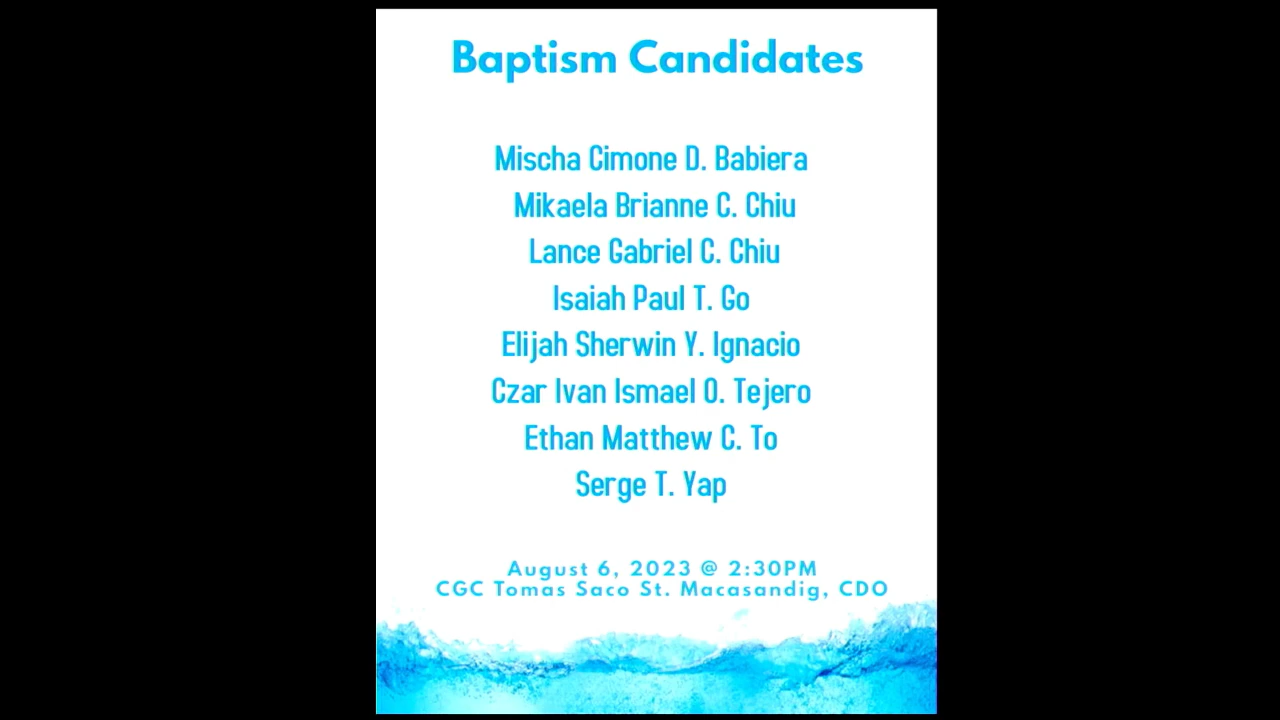 Baptism Candidates
Mischa Cimone D. Babiera
Mikaela Brianne C. Chiu
Lance Gabriel C. Chiu
Isaiah Paul T. Go
Elijah Sherwin Y. Ignacio
Czar Ivan Ismael O. Tejero
Ethan Matthew C. To
Serge T. Yap
August 6, 2023 @ 2:30PM
CGC Tomas Saco St. Macasandig, CDO